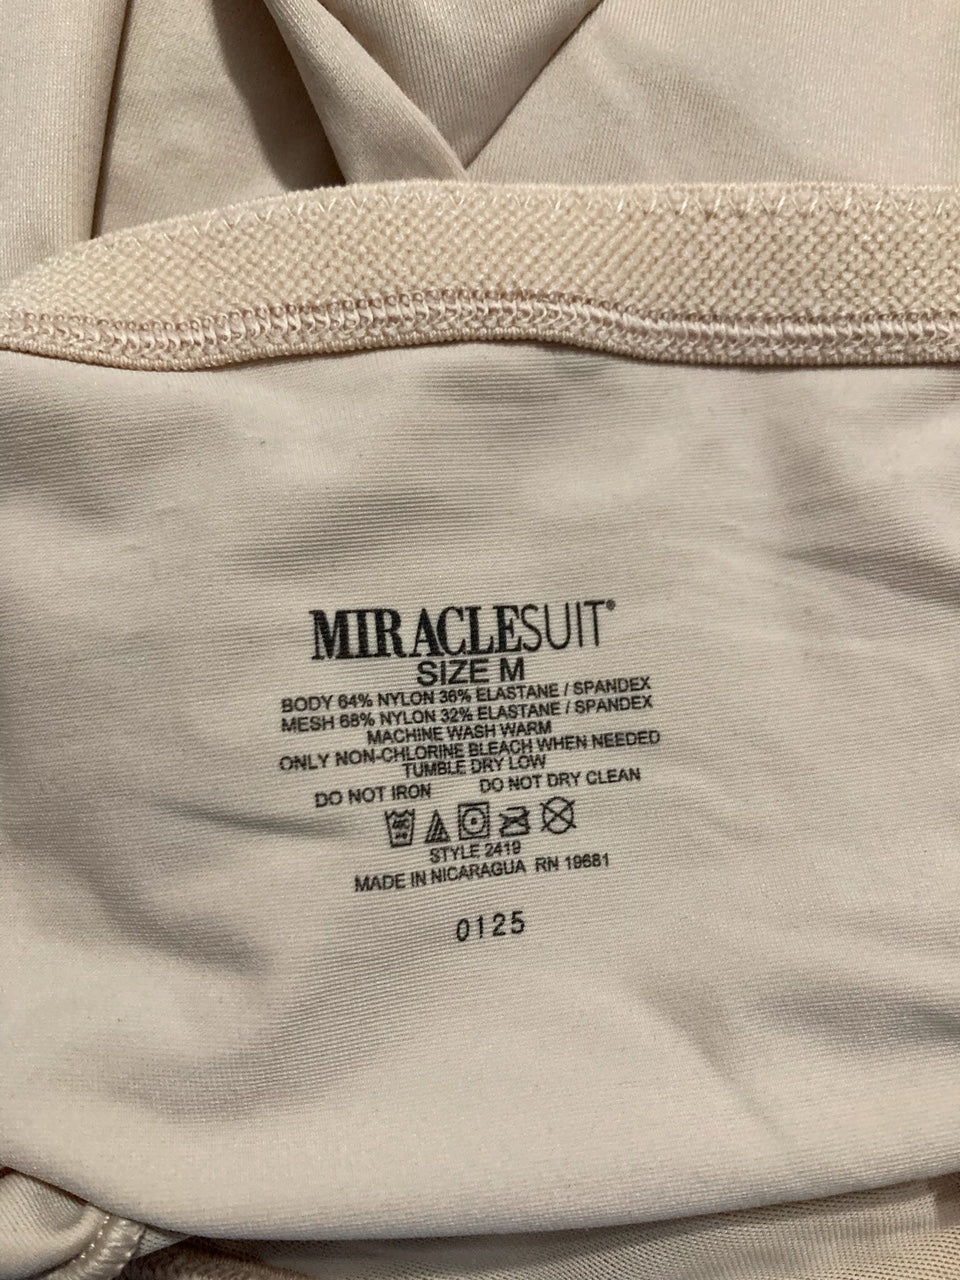 MIRACLESUIT®
SIZE M
BODY 64% NYLON 36% ELASTANE / SPANDEX
MESH 68% NYLON 32% ELASTANE / SPANDEX
MACHINE WASH WARM
ONLY NON-CHLORINE BLEACH WHEN NEEDED
TUMBLE DRY LOW
DO NOT IRON DO NOT DRY CLEAN
STYLE 2419
MADE IN NICARAGUA RN 19681
0125